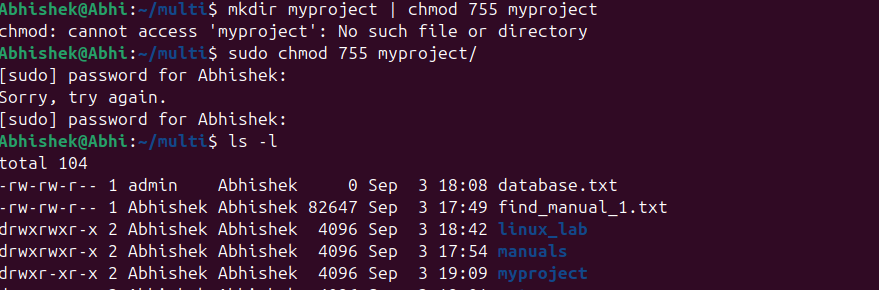 Abhishek@Abhi:~/multi$ mkdir myproject | chmod 755 myproject
chmod: cannot access 'myproject': No such file or directory
Abhishek@Abhi:~/multi$ sudo chmod 755 myproject/
[sudo] password for Abhishek:
Sorry, try again.
[sudo] password for Abhishek:
Abhishek@Abhi:~/multi$ ls -l
total 104
-rw-rw-r-- 1 admin    Abhishek     0 Sep  3 18:08 database.txt
-rw-rw-r-- 1 Abhishek Abhishek 82647 Sep  3 17:49 find_manual_1.txt
drwxrwxr-x 2 Abhishek Abhishek  4096 Sep  3 18:42 linux_lab
drwxrwxr-x 2 Abhishek Abhishek  4096 Sep  3 17:54 manuals
drwxr-xr-x 2 Abhishek Abhishek  4096 Sep  3 19:09 myproject